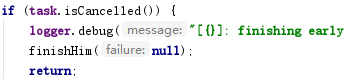 if (task.isCancelled()) {
logger.debug( message: "[{}]: finishing early
finishHim( failure: null);
return;